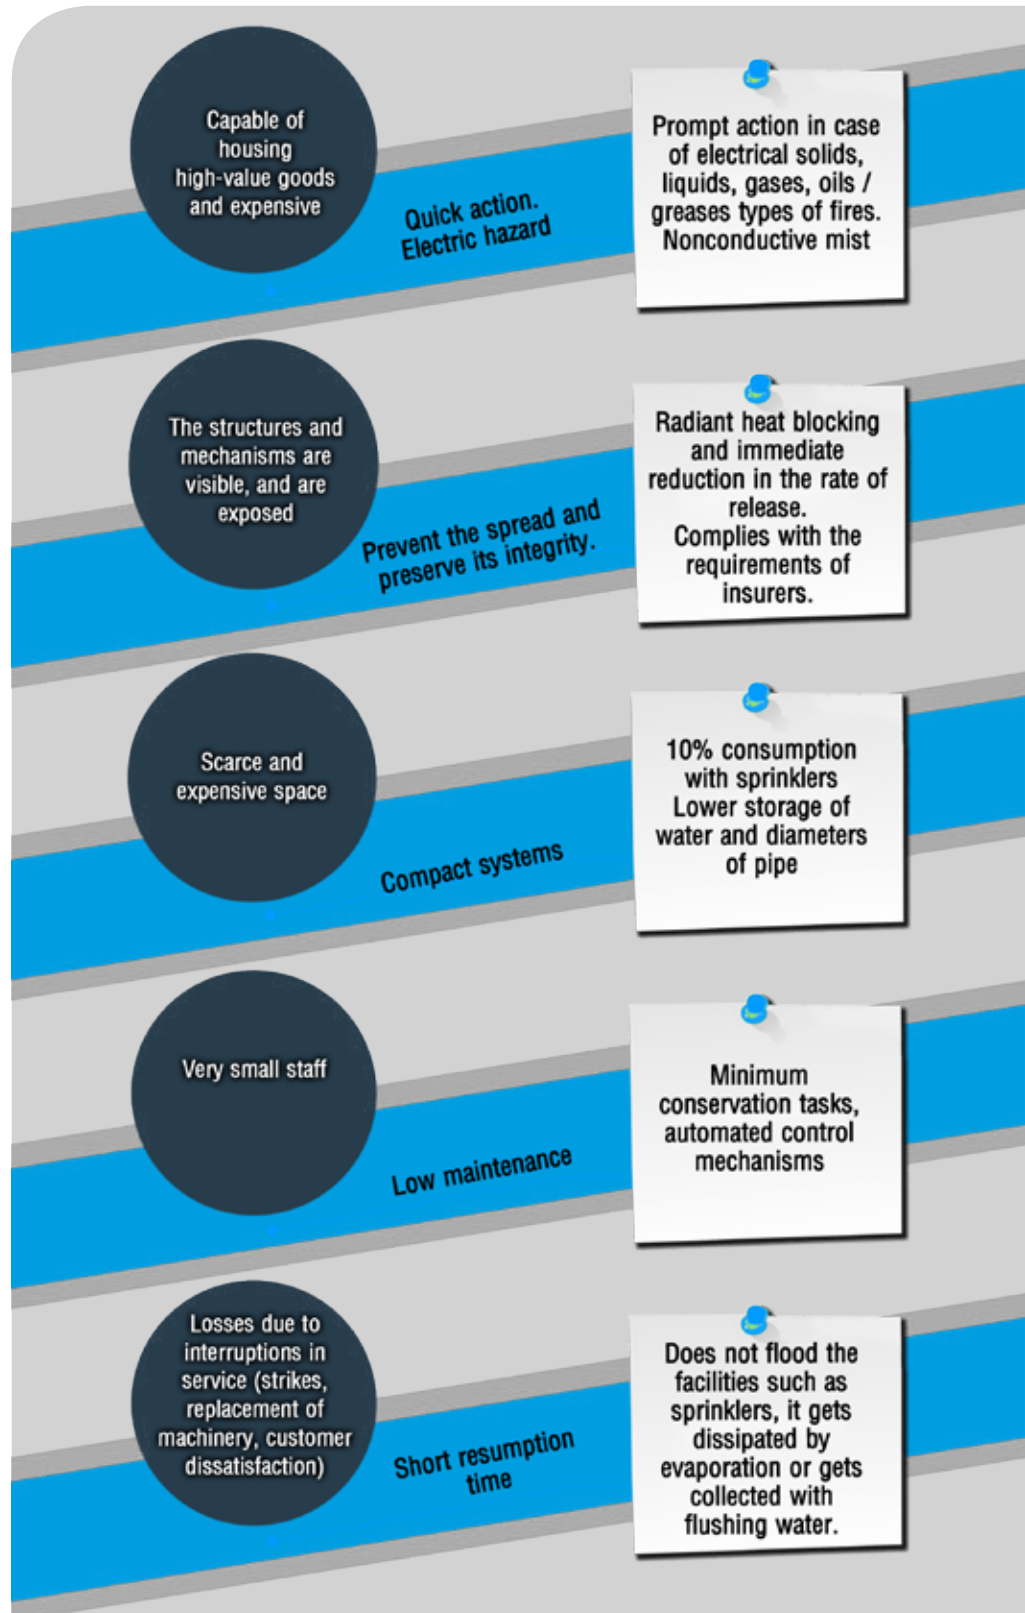 Capable of
housing
high-value goods
and expensive
Quick action.
Electric hazard
Prompt action in case
of electrical solids,
liquids, gases, oils /
greases types of fires.
Nonconductive mist
The structures and
mechanisms are
visible, and are
exposed
Prevent the spread and
preserve its integrity.
Radiant heat blocking
and immediate
reduction in the rate of
release.
Complies with the
requirements of
insurers.
Scarce and
expensive space
Compact systems
10% consumption
with sprinklers
Lower storage of
water and diameters
of pipe
Very small staff
Low maintenance
Minimum
conservation tasks,
automated control
mechanisms
Losses due to
interruptions in
service (strikes,
replacement of
machinery, customer
dissatisfaction)
Short resumption
time
Does not flood the
facilities such as
sprinklers, it gets
dissipated by
evaporation or gets
collected with
flushing water.